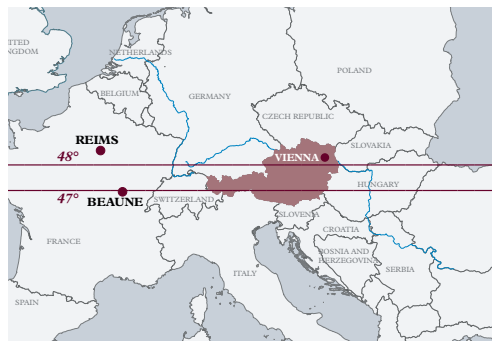 UNITED
NGDOM
NETHERLANDS
POLAND
BELGIUM
GERMANY
CZECH REPUBLIC
REIMS
SLOVAKIA
48°
VIENNA
47°
HUNGARY
BEAUNE
SWITZERLAND
SLOVENIA
CROATIA
FRANCE
BOSNIA AND
HERZEGOVINA
SERBIA
ITALY
SPAIN